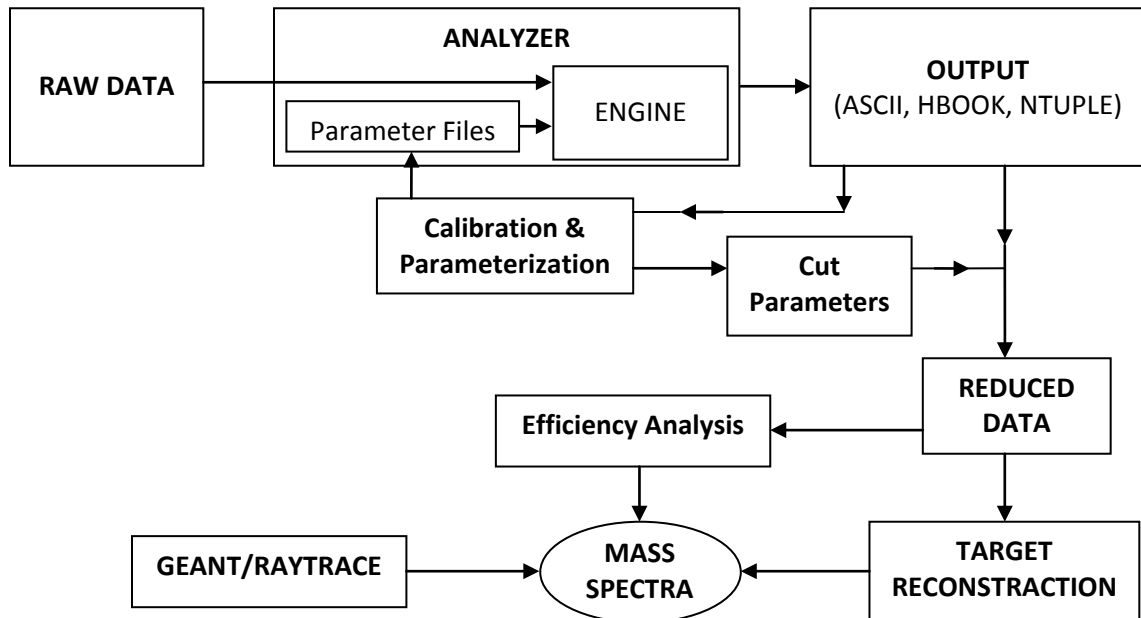 RAW DATA
ANALYZER
Parameter Files
ENGINE
OUTPUT
(ASCII, HBOOK, NTUPLE)
Calibration &
Parameterization
Cut
Parameters
REDUCED
DATA
Efficiency Analysis
GEANT/RAYTRACE
MASS
SPECTRA
TARGET
RECONSTRACTION